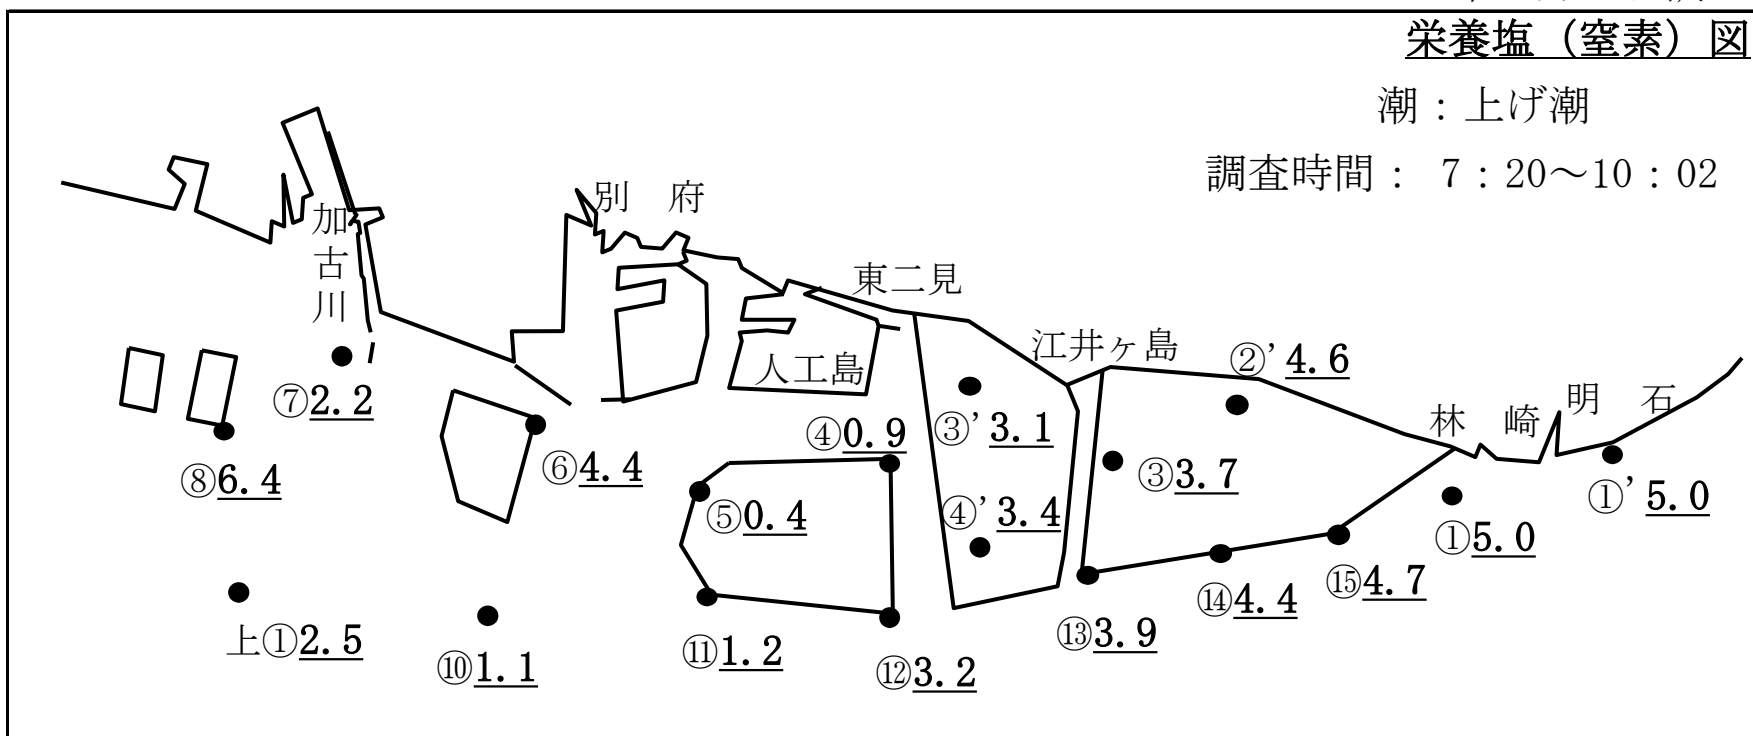 栄養塩（窒素）図
潮：上げ潮
調査時間： 7：20～10：02
加古川
別 府
東二見
人工島
江井ヶ島
林 崎
明 石
②’4.6
⑦2.2
④0.9
③’3.1
⑧6.4
⑥4.4
③3.7
①’5.0
⑤0.4
④’3.4
①5.0
⑮4.7
⑭4.4
上①2.5
⑬3.9
⑪1.2
⑩1.1
⑫3.2